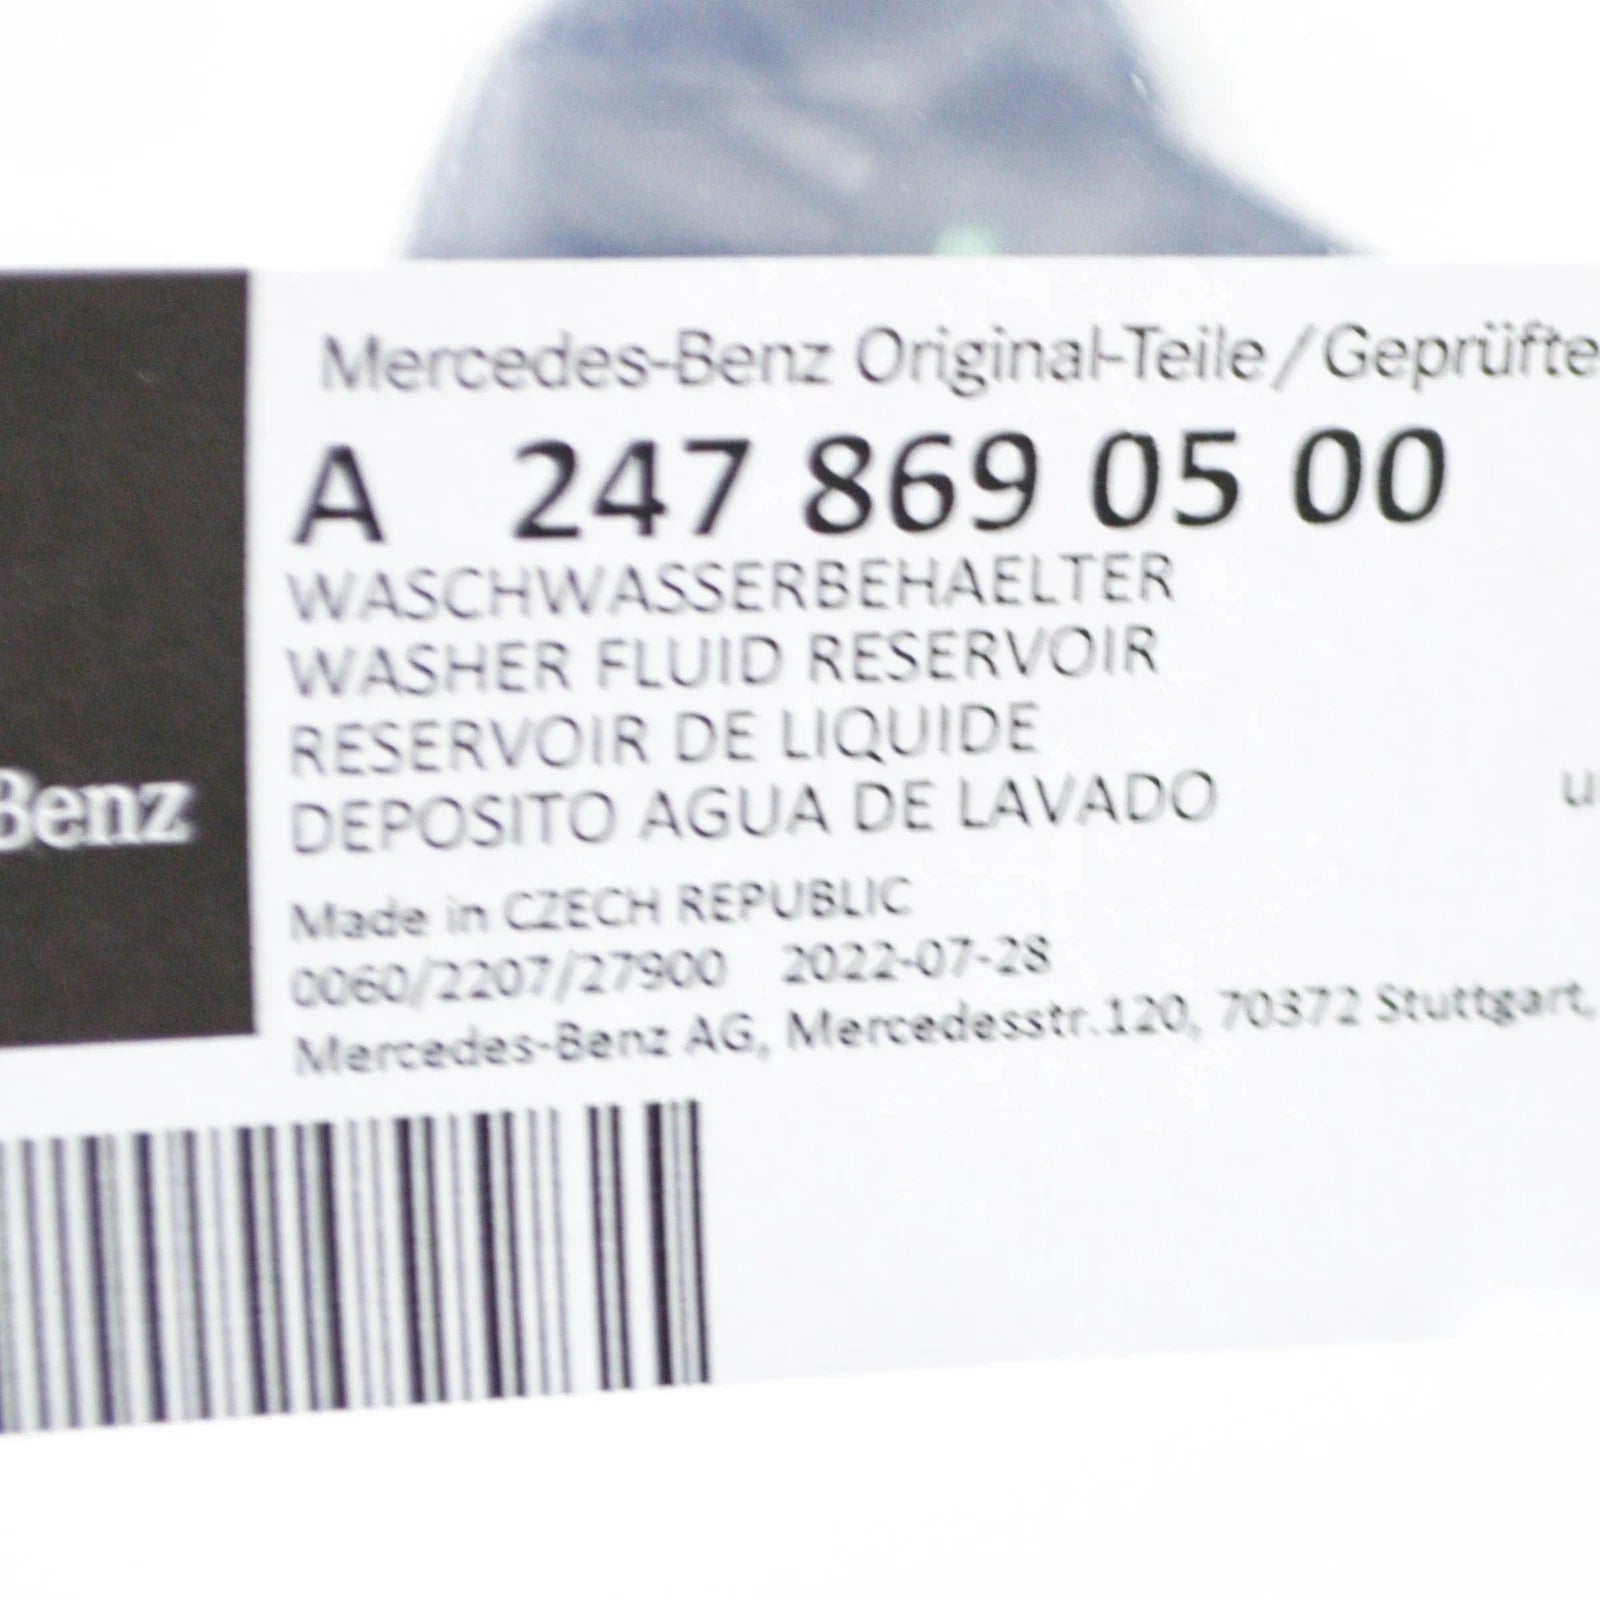 Mercedes-Benz Original-Teile / Geprüfte
A 247 869 05 00
WASCHWASSERBEHAELTER
WASHER FLUID RESERVOIR
RESERVOIR DE LIQUIDE
DEPOSITO AGUA DE LAVADO
Benz
Made in CZECH REPUBLIC
0060/2207/27900 2022-07-28
Mercedes-Benz AG, Mercedesstr.120, 70372 Stuttgart,